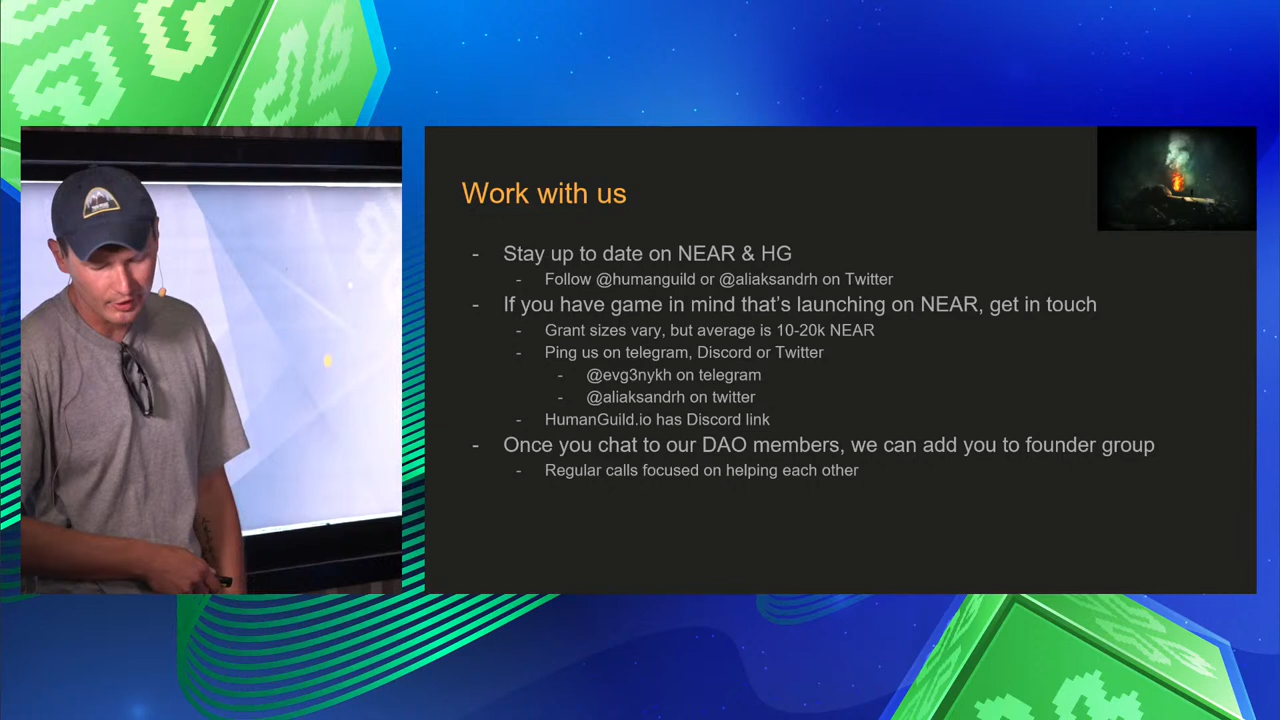 Work with us
- Stay up to date on NEAR & HG
- Follow @humanguild or @aliaksandrh on Twitter
- If you have game in mind that's launching on NEAR, get in touch
- Grant sizes vary, but average is 10-20k NEAR
- Ping us on telegram, Discord or Twitter
- @evg3nykh on telegram
- @aliaksandrh on twitter
- HumanGuild.io has Discord link
- Once you chat to our DAO members, we can add you to founder group
- Regular calls focused on helping each other